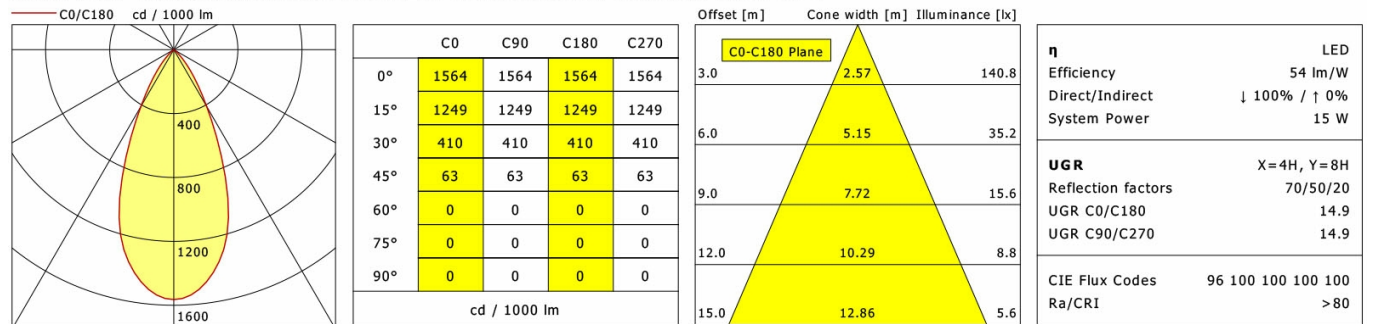 C0/C180 cd / 1000 lm
400
800
1200
1600
C0 C90 C180 C270
0° 1564 1564 1564 1564
15° 1249 1249 1249 1249
30° 410 410 410 410
45° 63 63 63 63
60° 0 0 0 0
75° 0 0 0 0
90° 0 0 0 0
cd / 1000 lm
Offset [m] Cone width [m] Illuminance [lx]
C0-C180 Plane
3.0 2.57 140.8
6.0 5.15 35.2
9.0 7.72 15.6
12.0 10.29 8.8
15.0 12.86 5.6
η LED
Efficiency 54 lm/W
Direct/Indirect ↓ 100% / ↑ 0%
System Power 15 W
UGR X=4H, Y=8H
Reflection factors 70/50/20
UGR C0/C180 14.9
UGR C90/C270 14.9
CIE Flux Codes 96 100 100 100 100
Ra/CRI >80